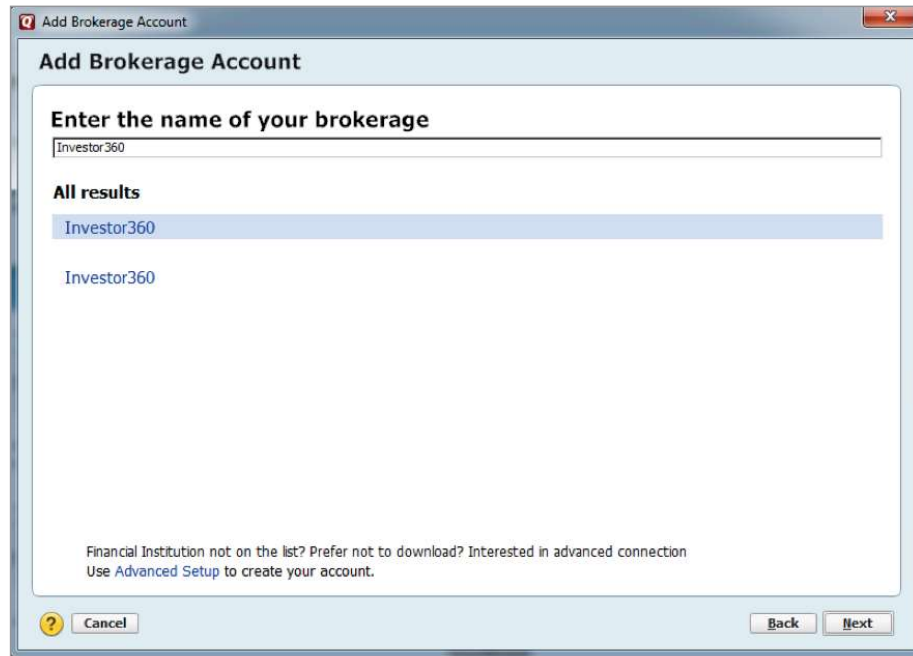 Add Brokerage Account
Add Brokerage Account
Enter the name of your brokerage
Investor360
All results
Investor360
Investor360
Financial Institution not on the list? Prefer not to download? Interested in advanced connection
Use Advanced Setup to create your account.
? Cancel Back Next